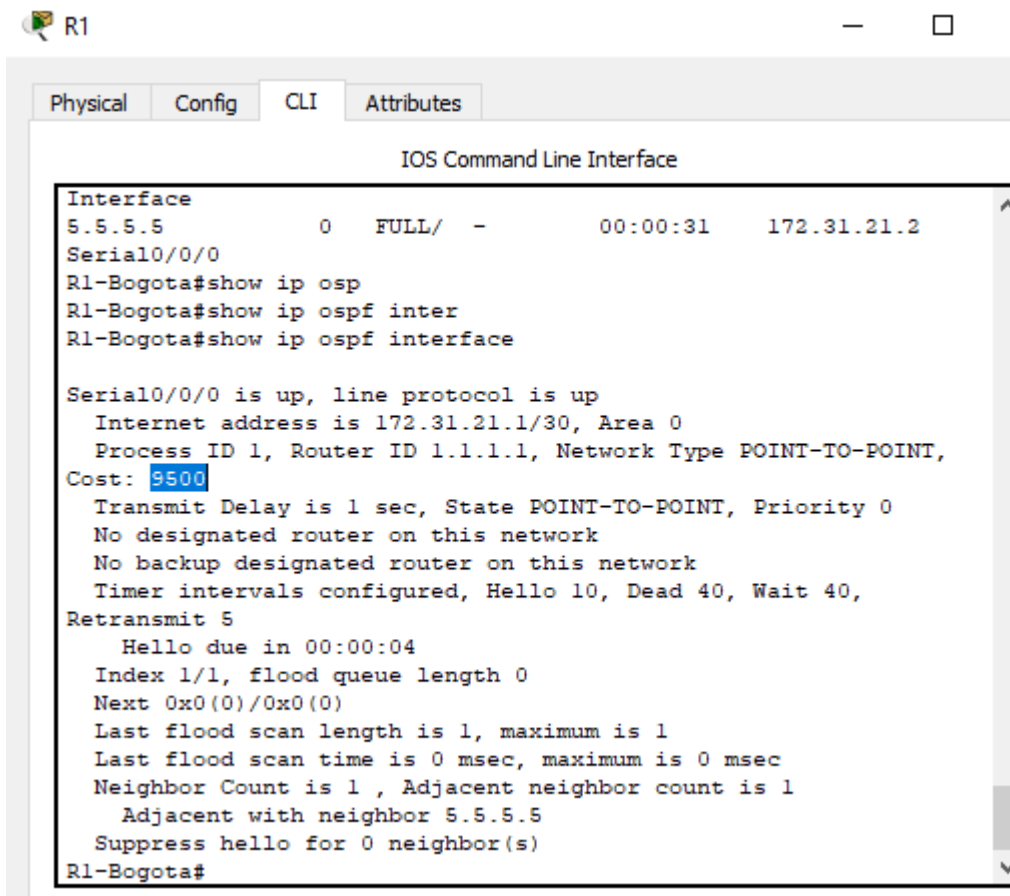 R1
Physical Config CLI Attributes
IOS Command Line Interface
Interface
5.5.5.5 0 FULL/ - 00:00:31 172.31.21.2
Serial0/0/0
R1-Bogota#show ip osp
R1-Bogota#show ip ospf inter
R1-Bogota#show ip ospf interface
Serial0/0/0 is up, line protocol is up
Internet address is 172.31.21.1/30, Area 0
Process ID 1, Router ID 1.1.1.1, Network Type POINT-TO-POINT,
Cost: 9500
Transmit Delay is 1 sec, State POINT-TO-POINT, Priority 0
No designated router on this network
No backup designated router on this network
Timer intervals configured, Hello 10, Dead 40, Wait 40,
Retransmit 5
Hello due in 00:00:04
Index 1/1, flood queue length 0
Next 0x0(0)/0x0(0)
Last flood scan length is 1, maximum is 1
Last flood scan time is 0 msec, maximum is 0 msec
Neighbor Count is 1 , Adjacent neighbor count is 1
Adjacent with neighbor 5.5.5.5
Suppress hello for 0 neighbor(s)
R1-Bogota#